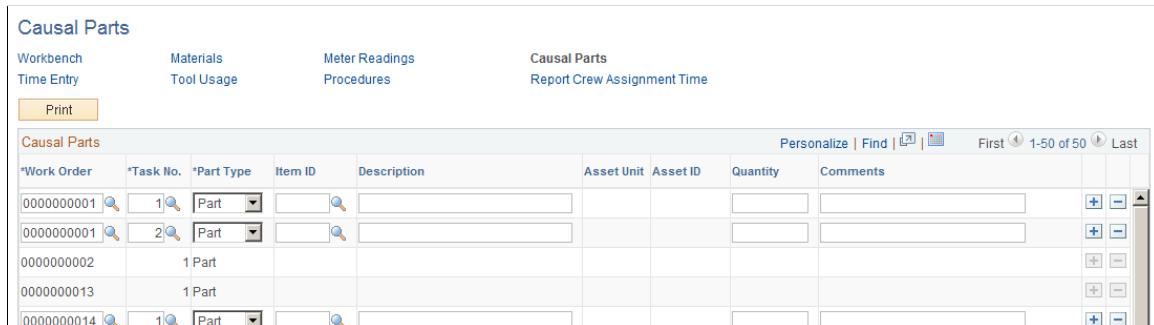 Causal Parts
Workbench Materials Meter Readings Causal Parts
Time Entry Tool Usage Procedures Report Crew Assignment Time
Print
Causal Parts Personalize | Find | | First 1-50 of 50 Last
*Work Order *Task No. *Part Type Item ID Description Asset Unit Asset ID Quantity Comments
0000000001 1 Part
0000000001 2 Part
0000000002 1 Part
0000000013 1 Part
0000000014 1 Part